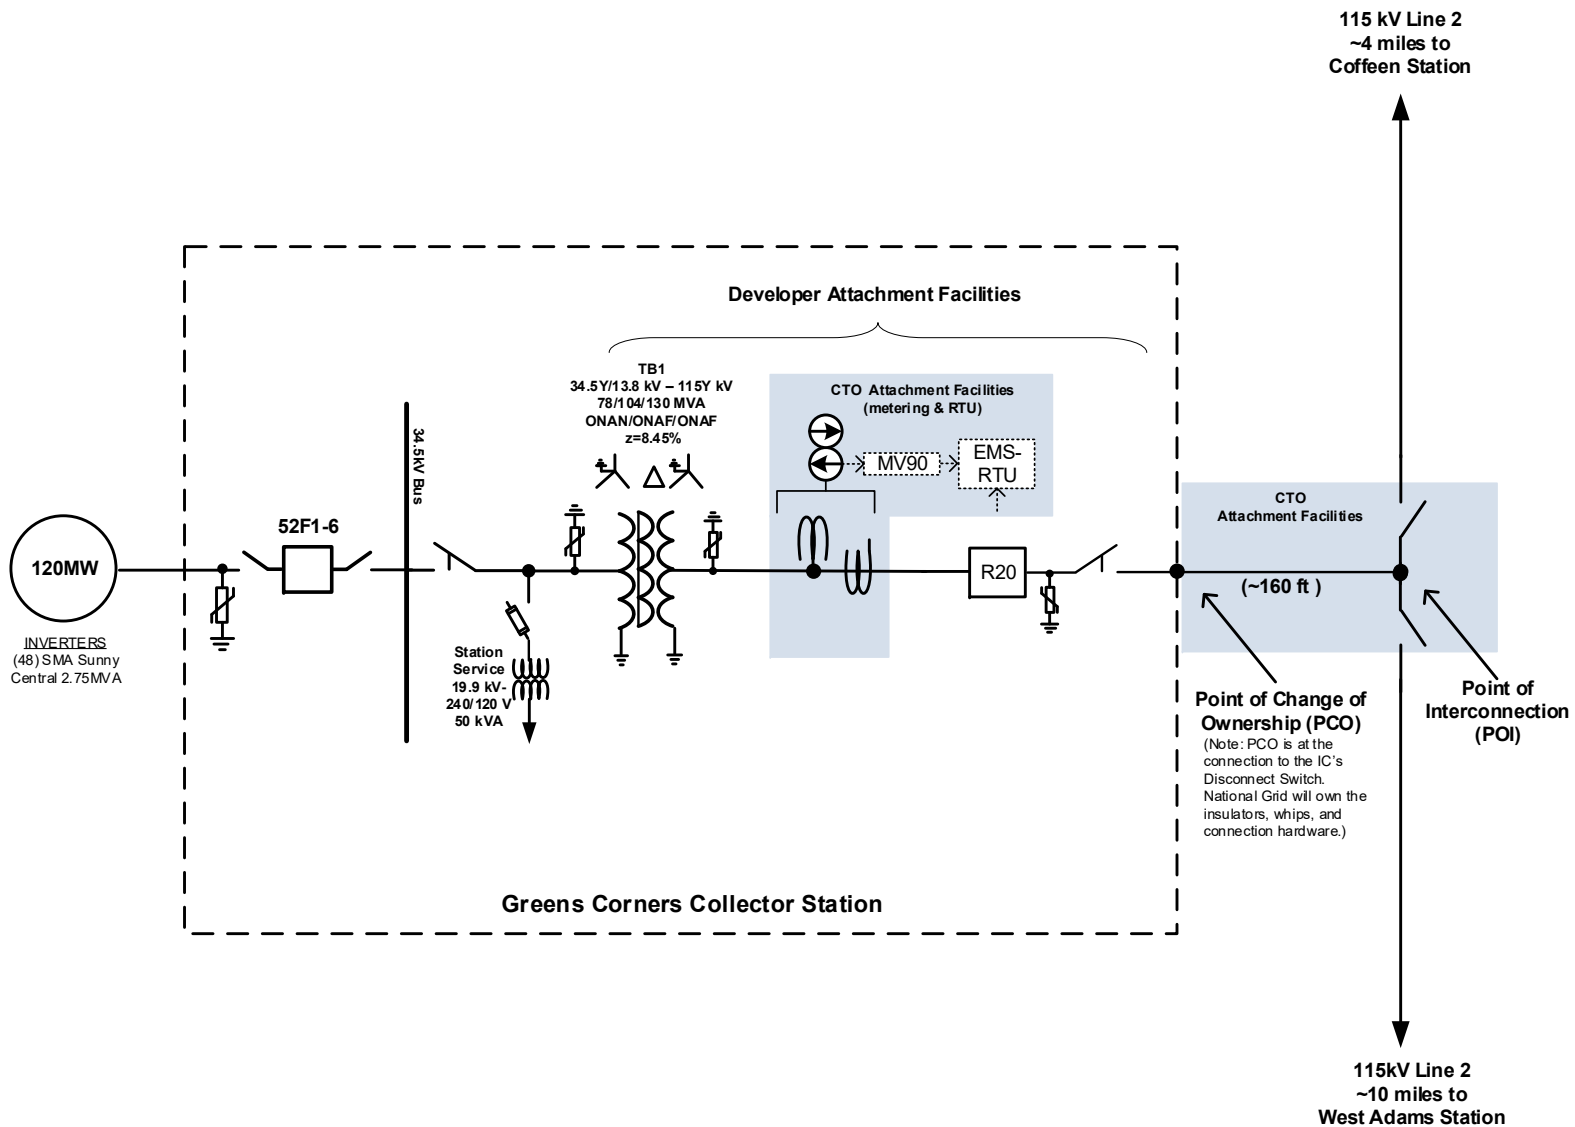 115 kV Line 2
~4 miles to
Coffeen Station
Developer Attachment Facilities
TB1
34.5Y/13.8 kV – 115Y kV
78/104/130 MVA
ONAN/ONAF/ONAF
z=8.45%
CTO Attachment Facilities
(metering & RTU)
MV90
EMS-
RTU
34.5kV Bus
CTO
Attachment Facilities
52F1-6
120MW
R20
(~160 ft )
INVERTERS
(48) SMA Sunny
Central 2.75MVA
Station
Service
19.9 kV-
240/120 V
50 kVA
Point of Change of
Ownership (PCO)
(Note: PCO is at the
connection to the IC's
Disconnect Switch.
National Grid will own the
insulators, whips, and
connection hardware.)
Point of
Interconnection
(POI)
Greens Corners Collector Station
115kV Line 2
~10 miles to
West Adams Station